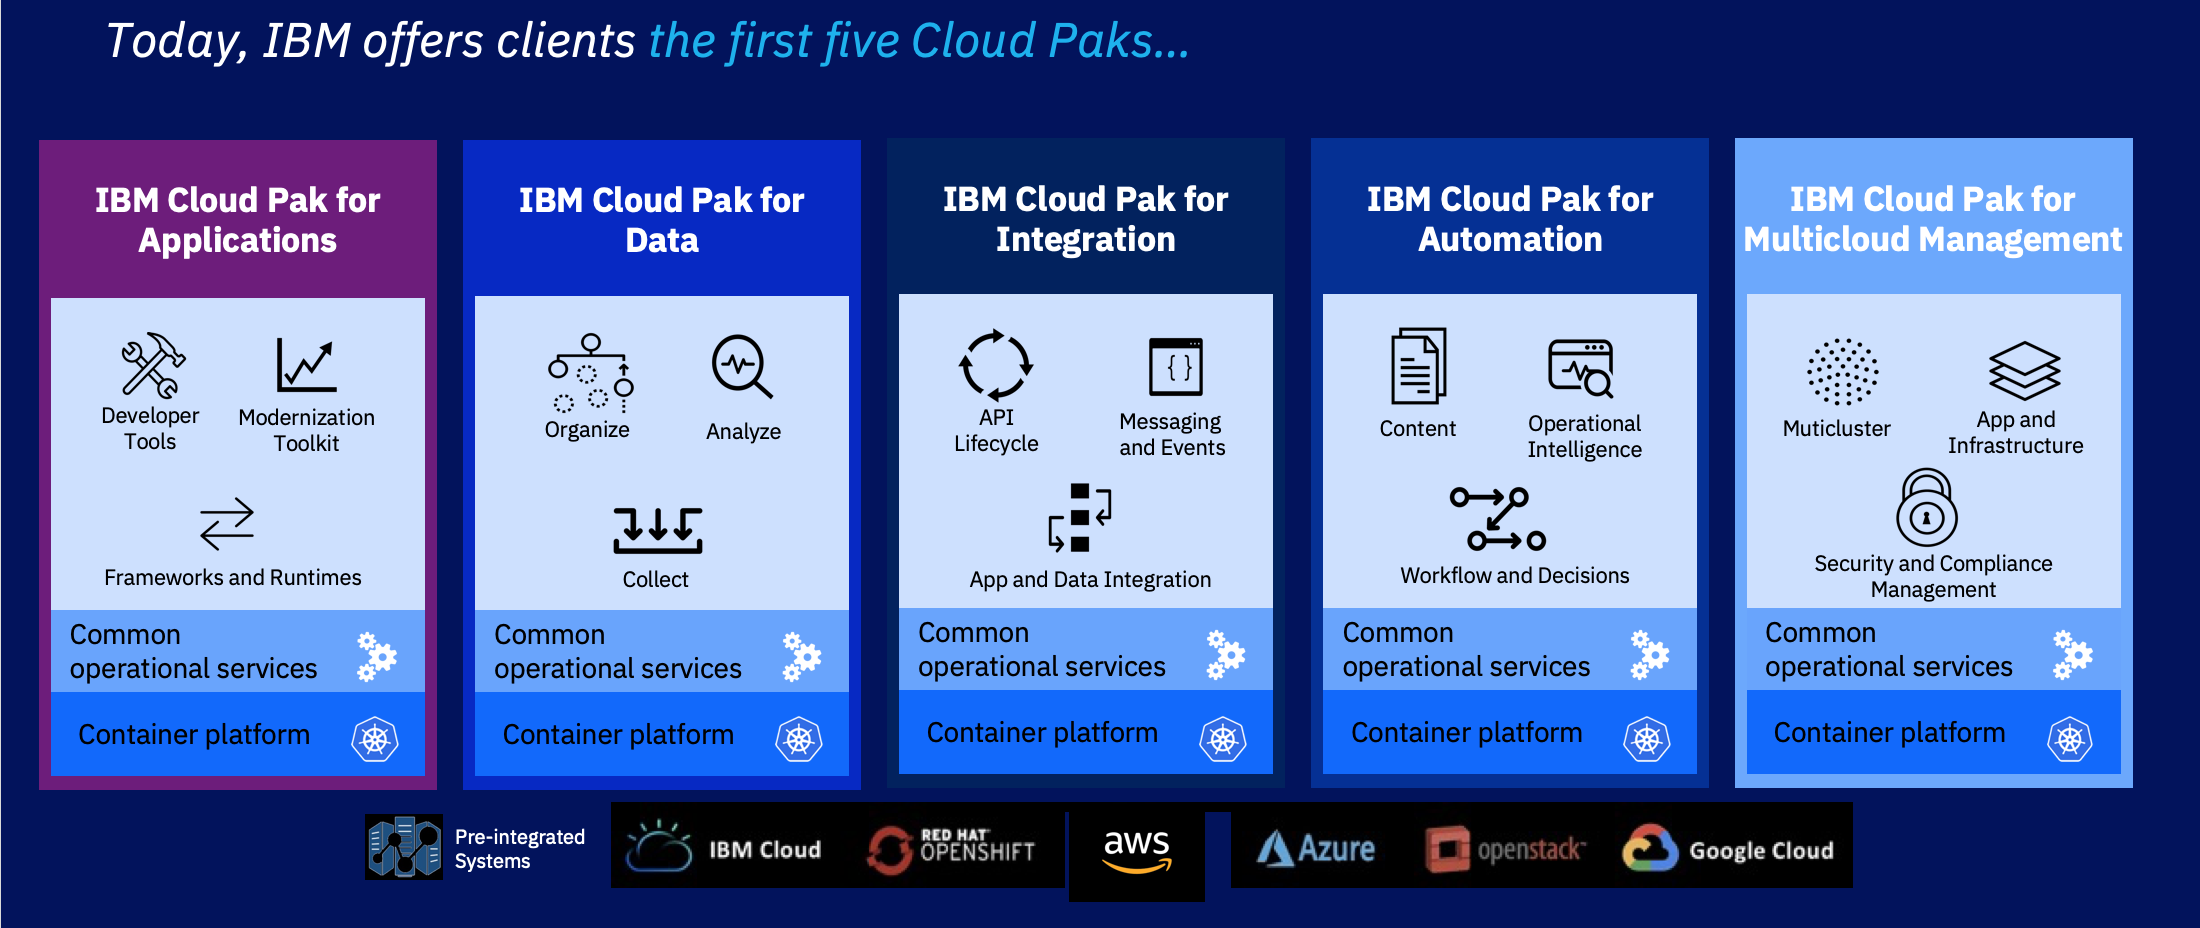 Today, IBM offers clients the first five Cloud Paks...
IBM Cloud Pak for
Applications
Developer
Tools
Modernization
Toolkit
Frameworks and Runtimes
Common
operational services
Container platform
IBM Cloud Pak for
Data
Organize
Analyze
Collect
Common
operational services
Container platform
IBM Cloud Pak for
Integration
API
Lifecycle
Messaging
and Events
{ }
App and Data Integration
Common
operational services
Container platform
IBM Cloud Pak for
Automation
Content
Operational
Intelligence
Workflow and Decisions
Common
operational services
Container platform
IBM Cloud Pak for
Multicloud Management
Muticluster
App and
Infrastructure
Security and Compliance
Management
Common
operational services
Container platform
Pre-integrated
Systems
IBM Cloud
RED HAT
OPENSHIFT
aws
Azure
openstack
Google Cloud